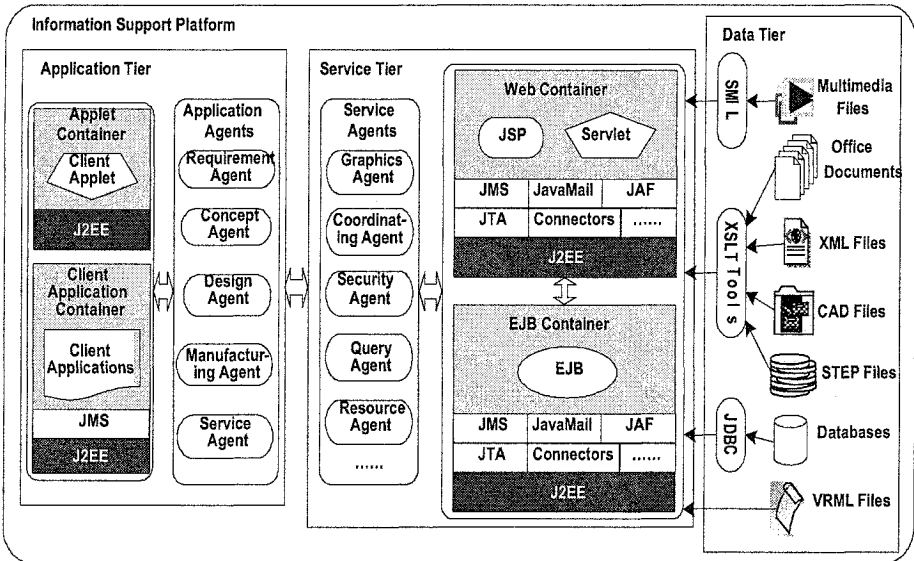 Information Support Platform
Application Tier
Applet
Container
Client
Applet
J2EE
Client
Application
Container
Client
Applications
JMS
J2EE
Application
Agents
Requirement
Agent
Concept
Agent
Design
Agent
Manufactur-
ing Agent
Service
Agent
Service Tier
Service
Agents
Graphics
Agent
Coordinat-
ing Agent
Security
Agent
Query
Agent
Resource
Agent
......
Web Container
JSP
Servlet
JMS JavaMail JAF
JTA Connectors ......
J2EE
EJB Container
EJB
JMS JavaMail JAF
JTA Connectors ......
J2EE
Data Tier
SMIL
XSLT Tools
JDBC
Multimedia
Files
Office
Documents
XML Files
CAD Files
STEP Files
Databases
VRML Files